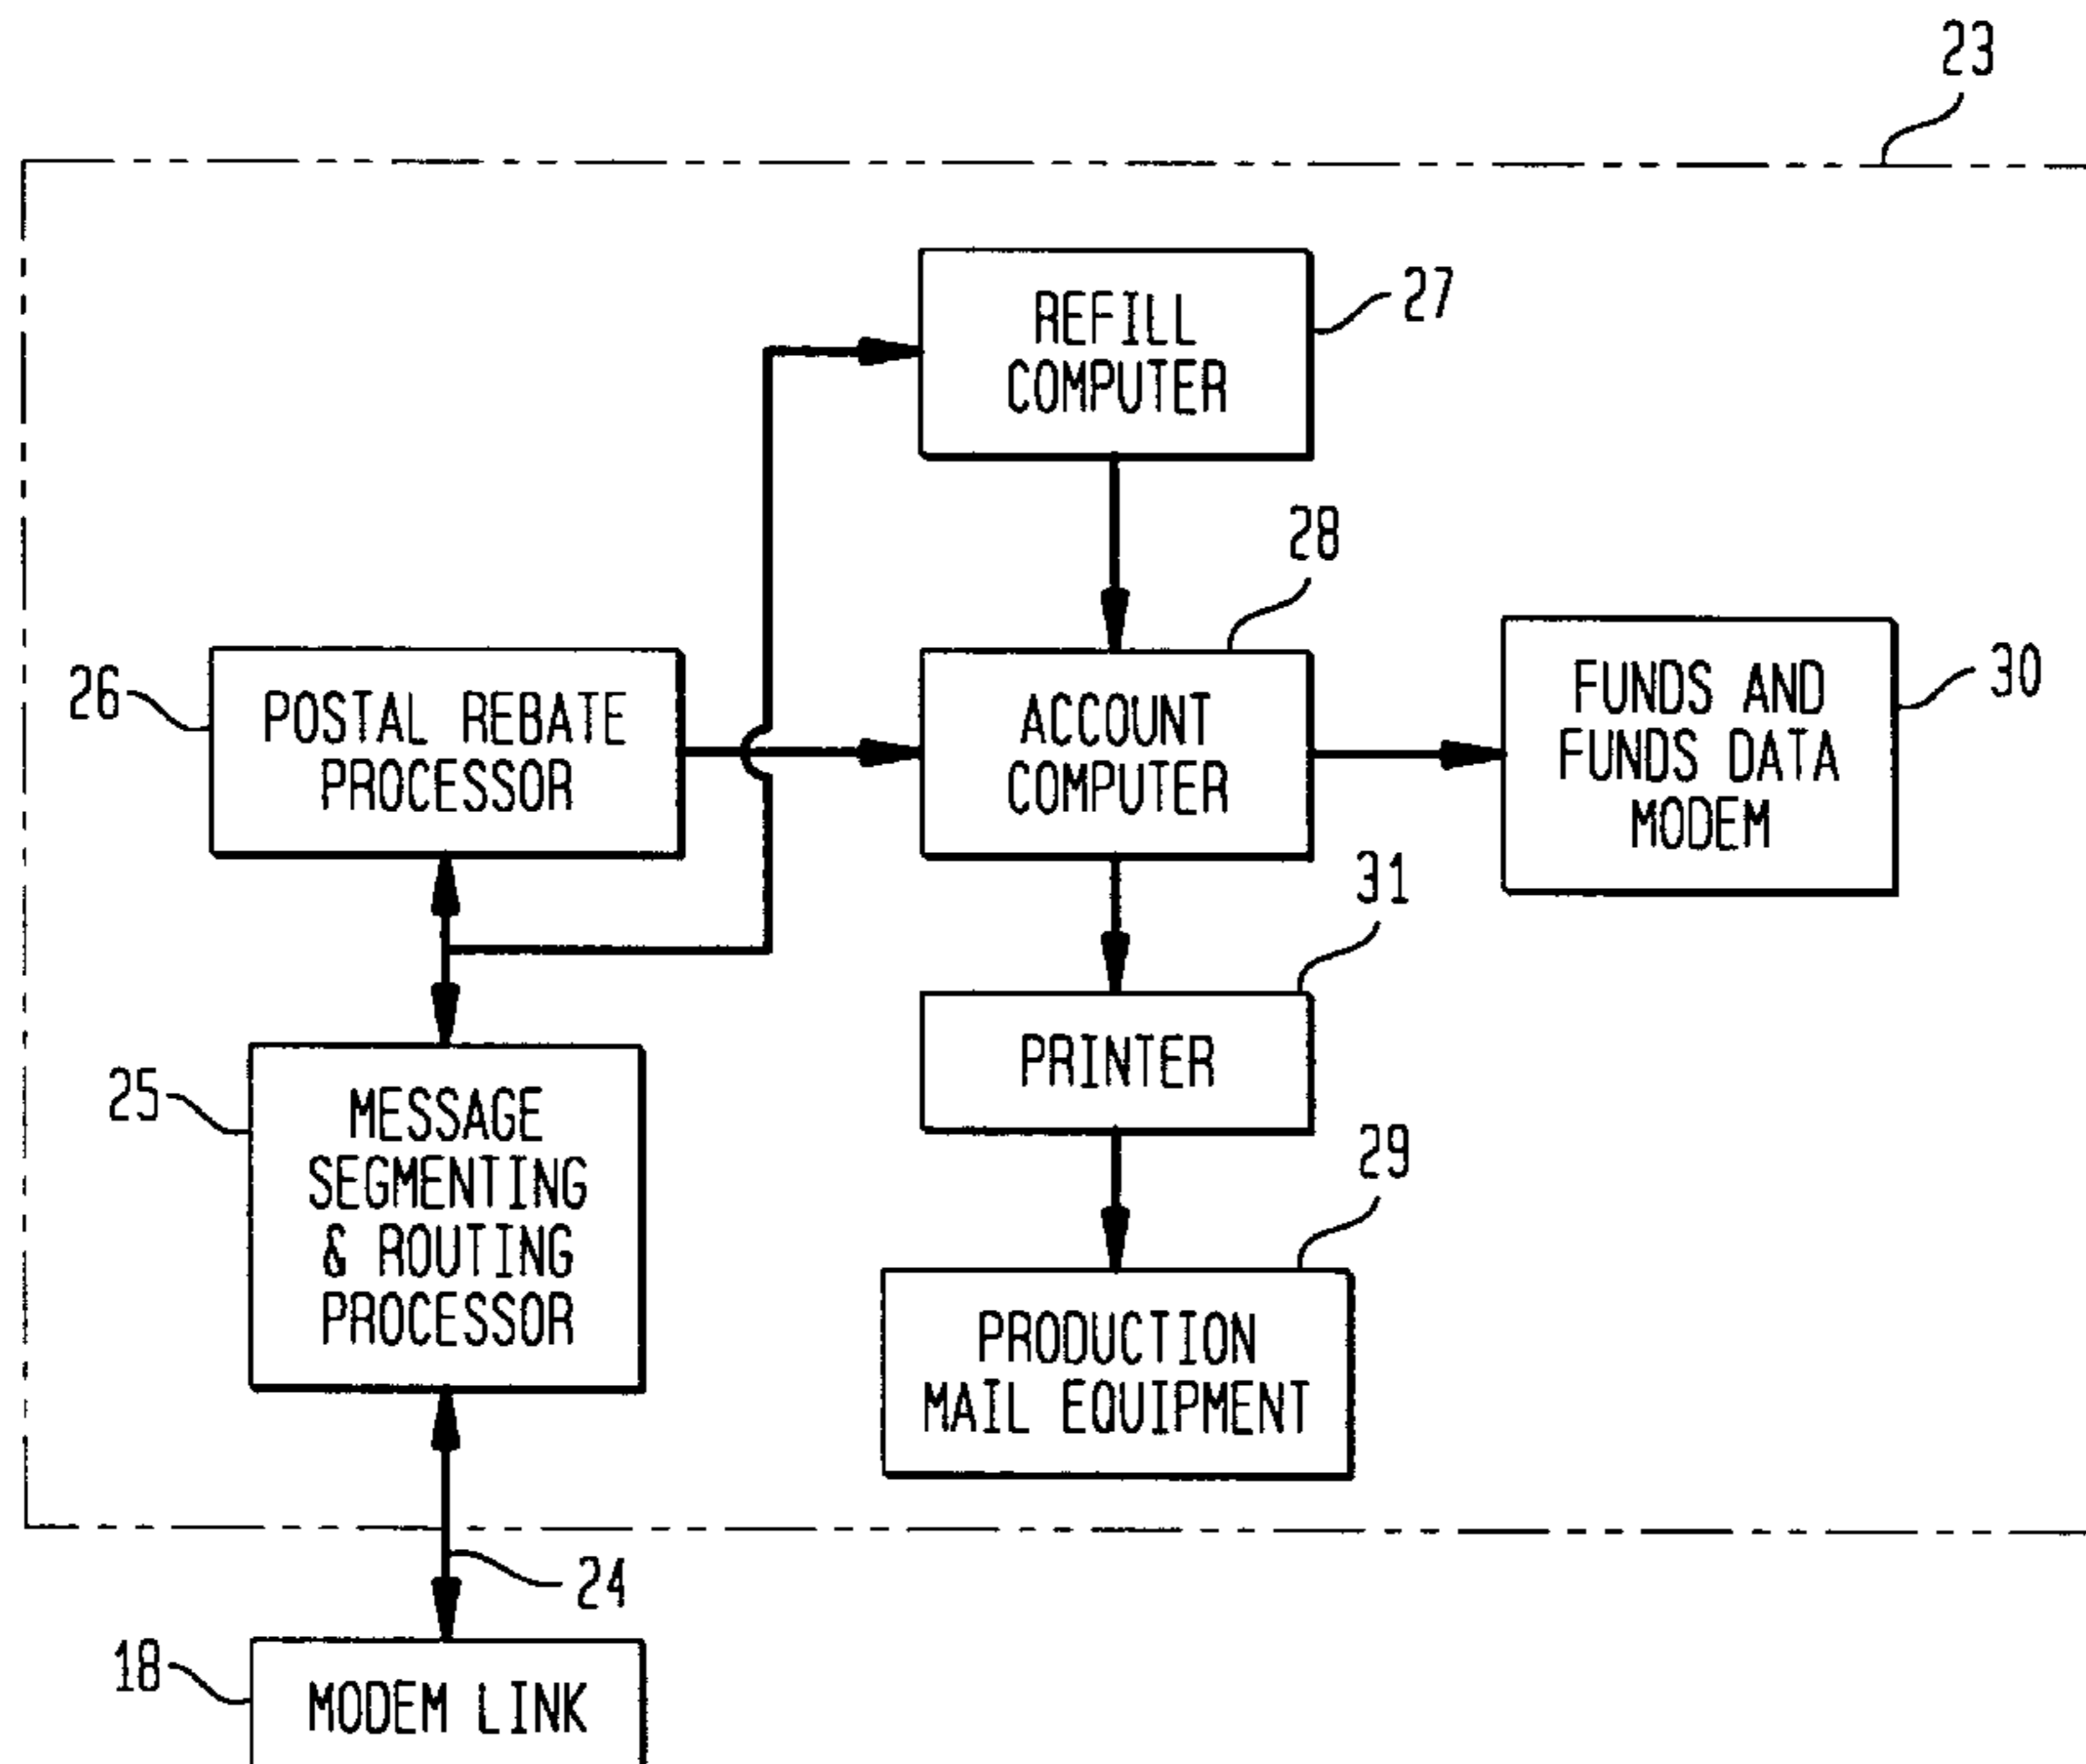 23
REFILL
COMPUTER
27
28
26
POSTAL REBATE
PROCESSOR
ACCOUNT
COMPUTER
FUNDS AND
FUNDS DATA
MODEM
30
31
25
MESSAGE
SEGMENTING
& ROUTING
PROCESSOR
PRINTER
29
PRODUCTION
MAIL EQUIPMENT
24
18
MODEM LINK